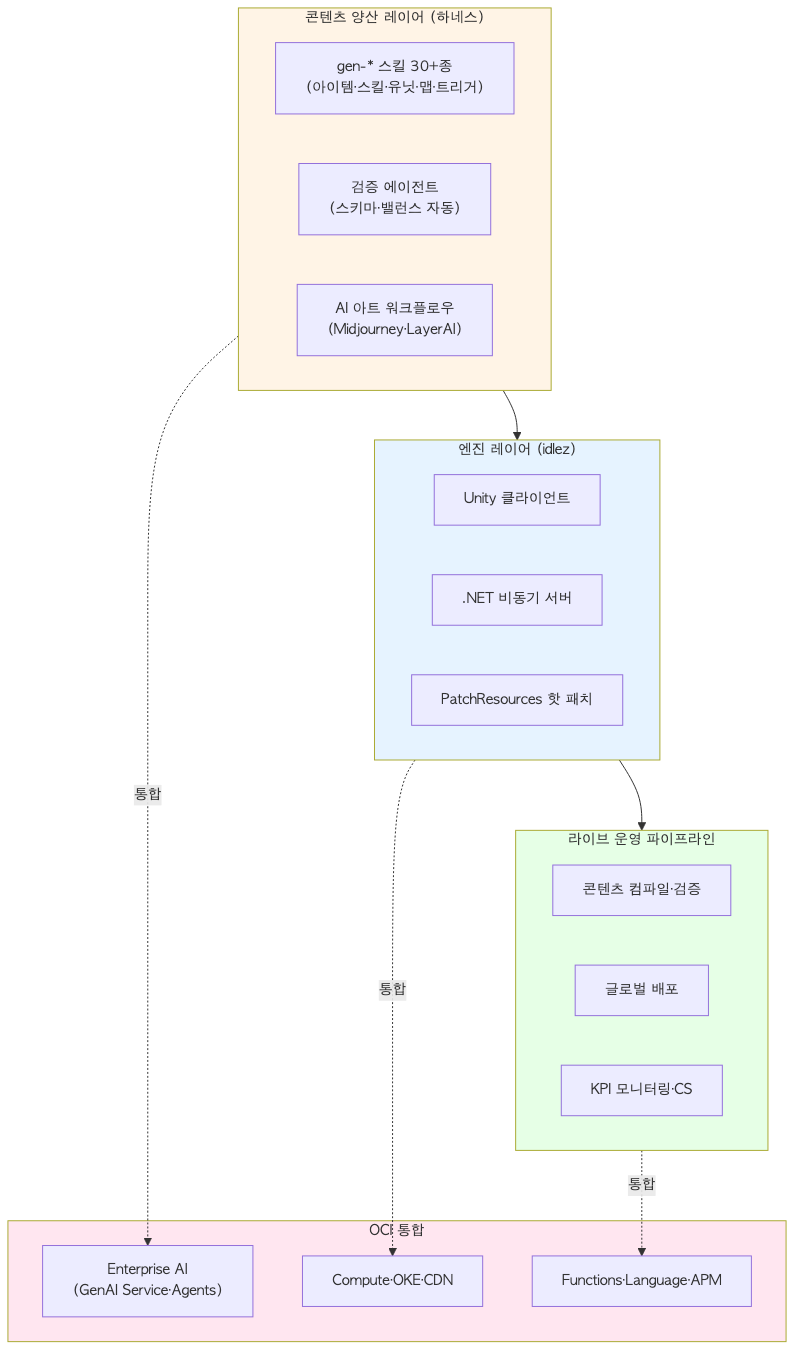 콘텐츠 양산 레이어 (하네스)
gen-* 스킬 30+종
(아이템·스킬·유닛·맵·트리거)
검증 에이전트
(스키마·밸런스 자동)
AI 아트 워크플로우
(Midjourney·LayerAI)
엔진 레이어 (idlez)
Unity 클라이언트
.NET 비동기 서버
PatchResources 핫 패치
통합
라이브 운영 파이프라인
콘텐츠 컴파일·검증
글로벌 배포
통합
KPI 모니터링·CS
통합
OCI 통합
Enterprise AI
(GenAI Service·Agents)
Compute·OKE·CDN
Functions·Language·APM